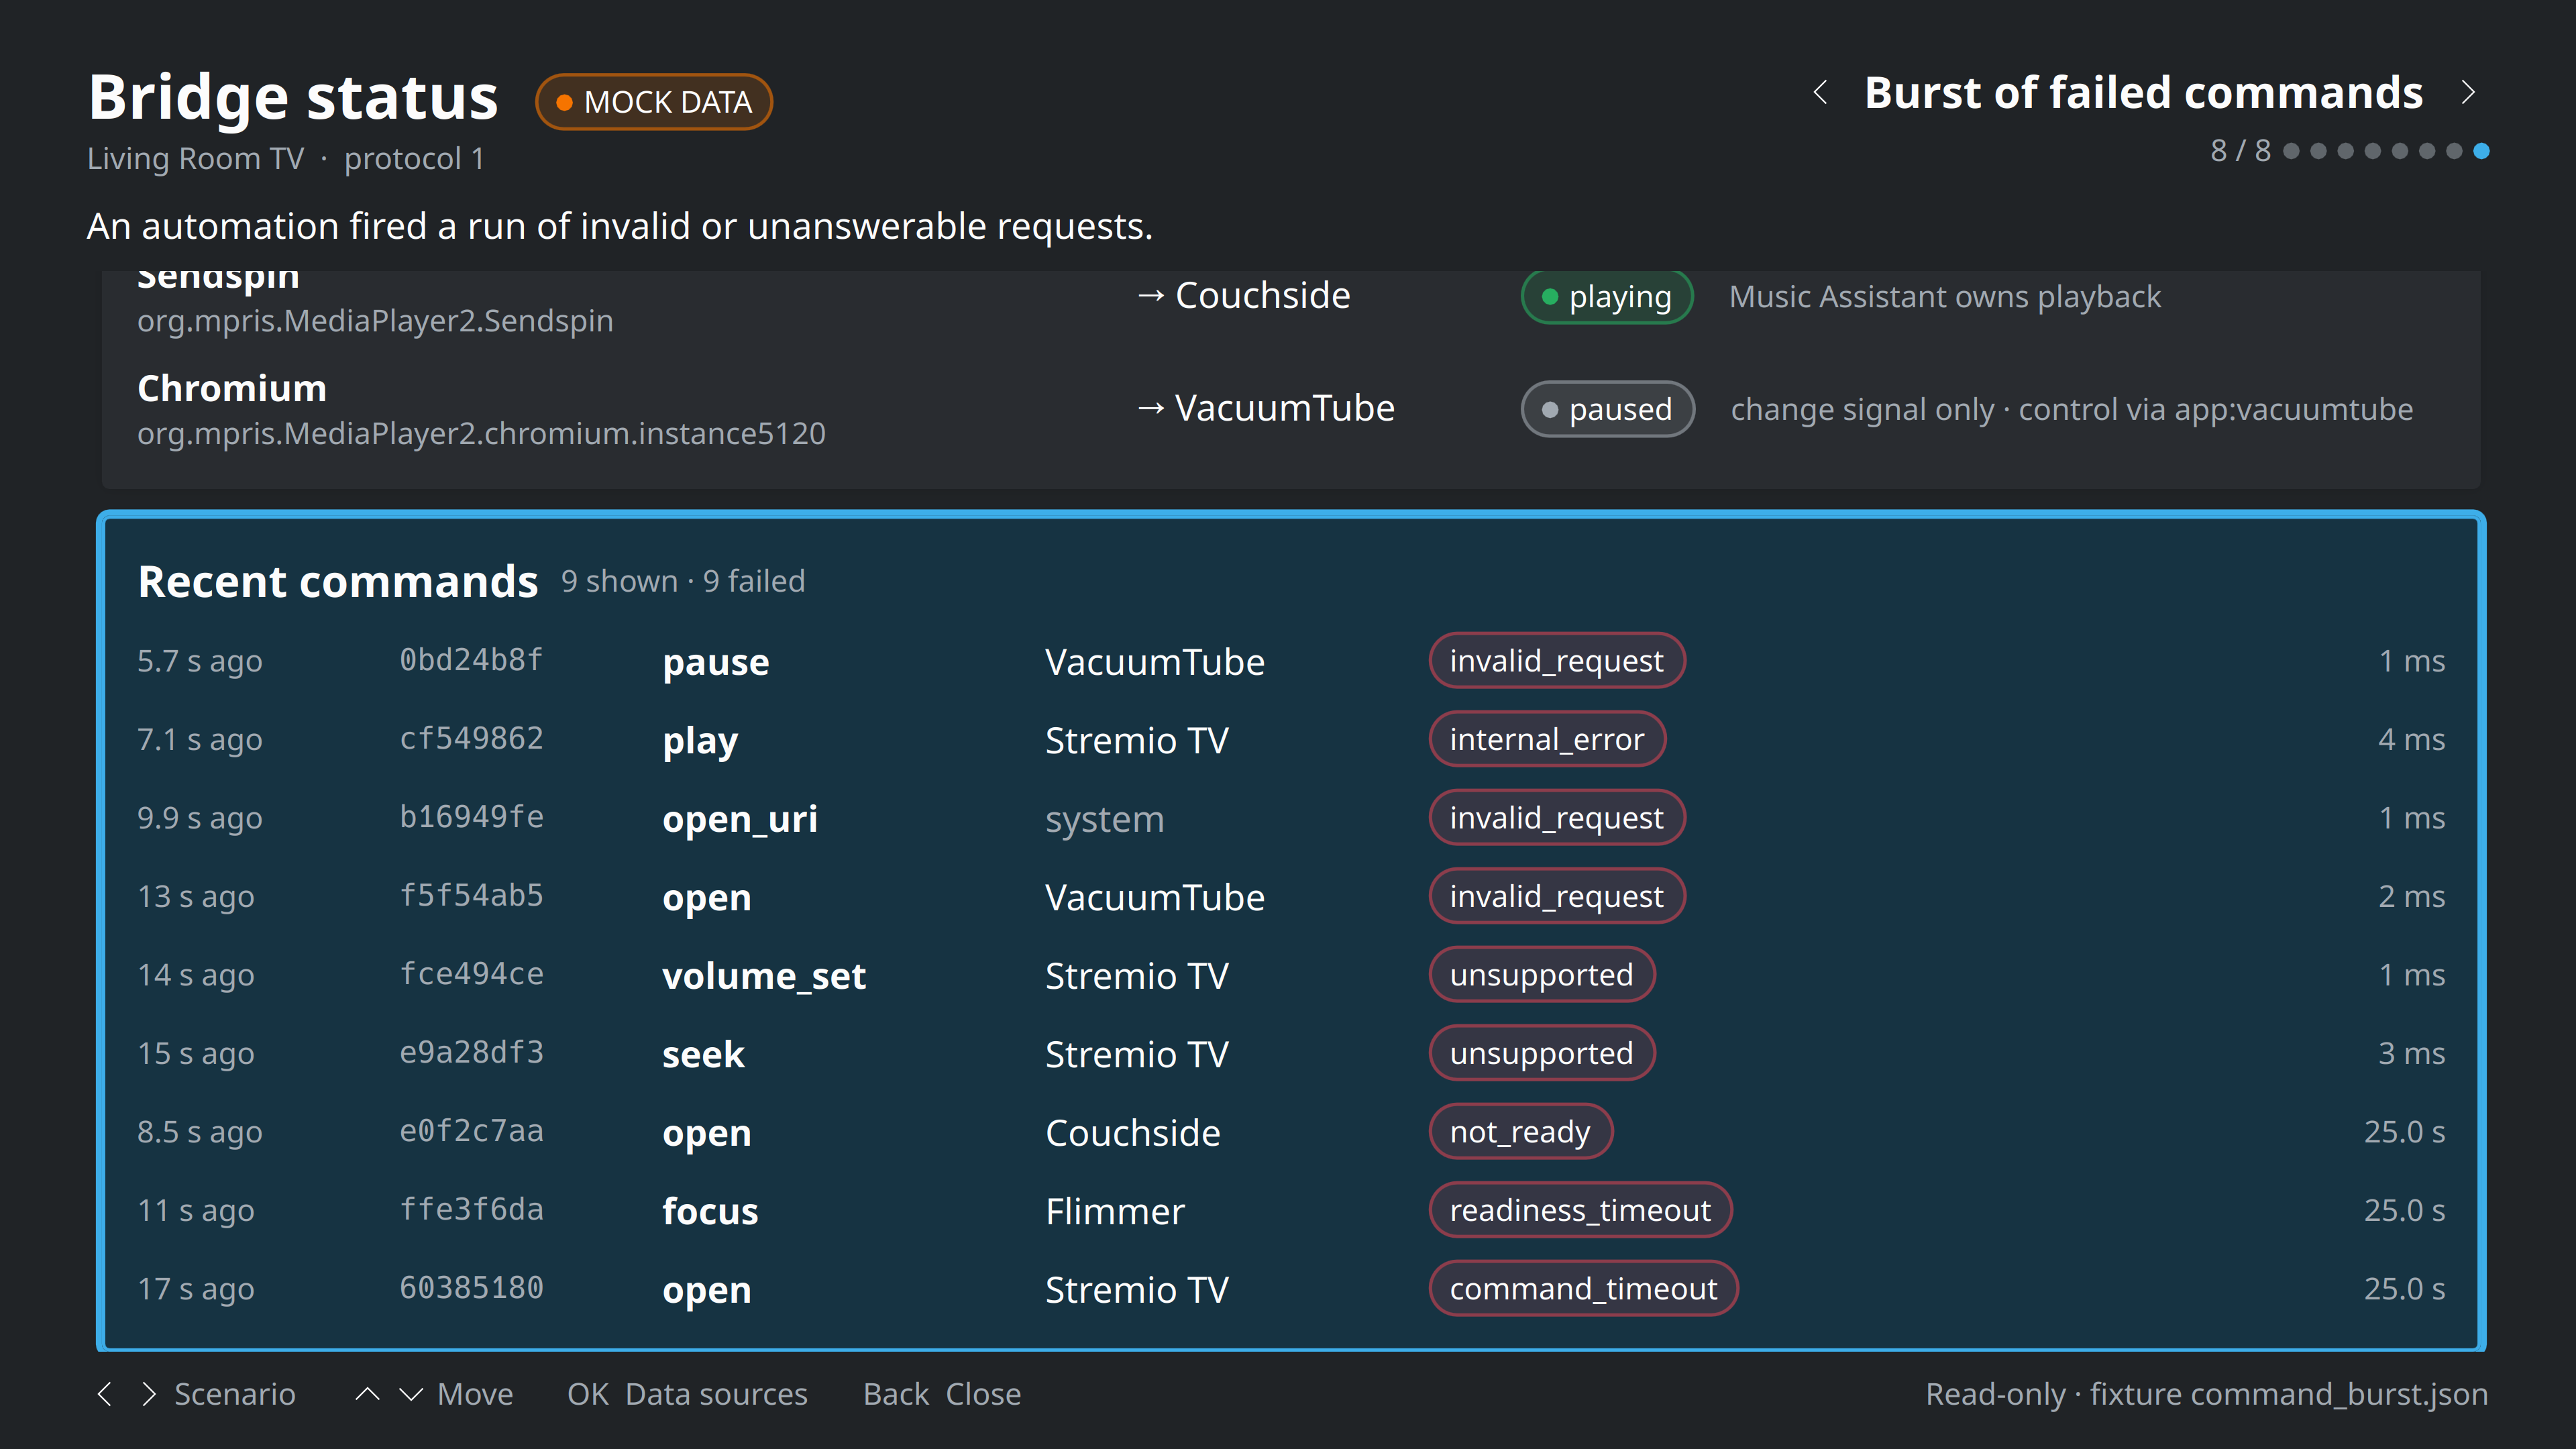 Bridge status
MOCK DATA
Burst of failed commands
Living Room TV · protocol 1
8 / 8
An automation fired a run of invalid or unanswerable requests.
Sendspin
org.mpris.MediaPlayer2.Sendspin
→ Couchside
playing
Music Assistant owns playback
Chromium
org.mpris.MediaPlayer2.chromium.instance5120
→ VacuumTube
paused
change signal only · control via app:vacuumtube
Recent commands 9 shown · 9 failed
5.7 s ago 0bd24b8f pause VacuumTube invalid_request 1 ms
7.1 s ago cf549862 play Stremio TV internal_error 4 ms
9.9 s ago b16949fe open_uri system invalid_request 1 ms
13 s ago f5f54ab5 open VacuumTube invalid_request 2 ms
14 s ago fce494ce volume_set Stremio TV unsupported 1 ms
15 s ago e9a28df3 seek Stremio TV unsupported 3 ms
8.5 s ago e0f2c7aa open Couchside not_ready 25.0 s
11 s ago ffe3f6da focus Flimmer readiness_timeout 25.0 s
17 s ago 60385180 open Stremio TV command_timeout 25.0 s
Scenario Move OK Data sources Back Close
Read-only · fixture command_burst.json